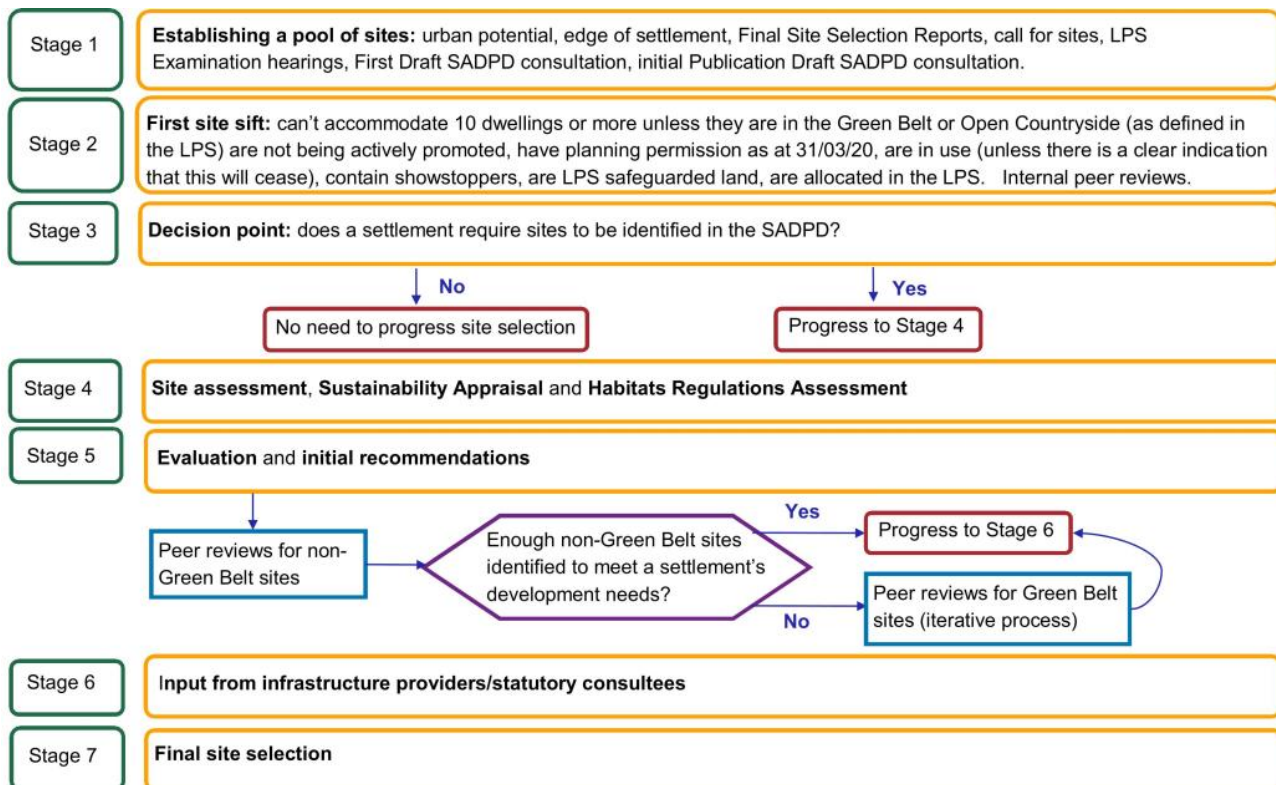 Stage 1
Establishing a pool of sites: urban potential, edge of settlement, Final Site Selection Reports, call for sites, LPS
Examination hearings, First Draft SADPD consultation, initial Publication Draft SADPD consultation.
Stage 2
First site sift: can't accommodate 10 dwellings or more unless they are in the Green Belt or Open Countryside (as defined in
the LPS) are not being actively promoted, have planning permission as at 31/03/20, are in use (unless there is a clear indication
that this will cease), contain showstoppers, are LPS safeguarded land, are allocated in the LPS.   Internal peer reviews.
Stage 3
Decision point: does a settlement require sites to be identified in the SADPD?
No
Yes
No need to progress site selection
Progress to Stage 4
Stage 4
Site assessment, Sustainability Appraisal and Habitats Regulations Assessment
Stage 5
Evaluation and initial recommendations
Peer reviews for non-
Green Belt sites
Enough non-Green Belt sites
identified to meet a settlement's
development needs?
Yes
Progress to Stage 6
No
Peer reviews for Green Belt
sites (iterative process)
Stage 6
Input from infrastructure providers/statutory consultees
Stage 7
Final site selection